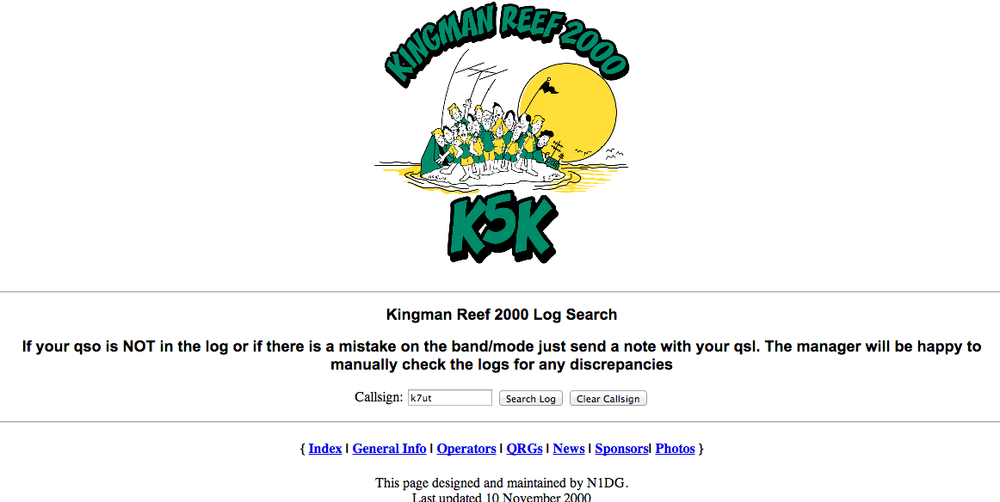 KINGMAN REEF 2000
K5K
Kingman Reef 2000 Log Search
If your qso is NOT in the log or if there is a mistake on the band/mode just send a note with your qsl. The manager will be happy to
manually check the logs for any discrepancies
Callsign: k7ut Search Log Clear Callsign
{ Index | General Info | Operators | QRGs | News | Sponsors| Photos }
This page designed and maintained by N1DG.
Last updated 10 November 2000